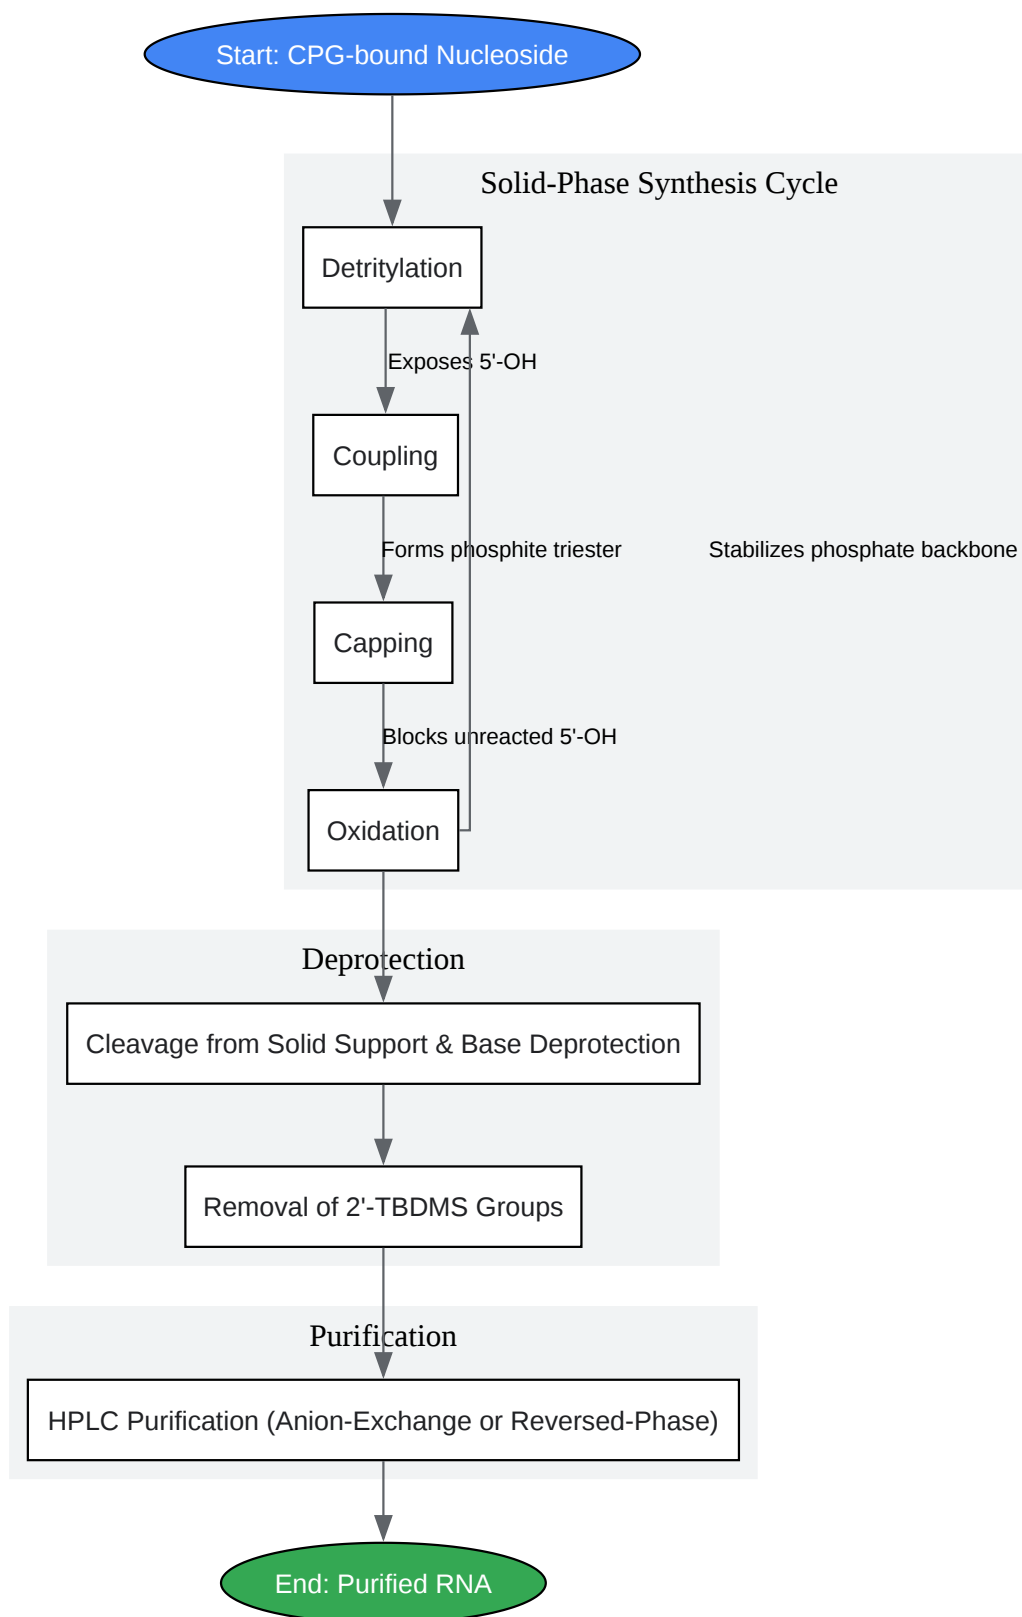 Start: CPG-bound Nucleoside
Solid-Phase Synthesis Cycle
Detritylation
Exposes 5'-OH
Coupling
Forms phosphite triester
Stabilizes phosphate backbone
Capping
Blocks unreacted 5'-OH
Oxidation
Deprotection
Cleavage from Solid Support & Base Deprotection
Removal of 2'-TBDMS Groups
Purification
HPLC Purification (Anion-Exchange or Reversed-Phase)
End: Purified RNA